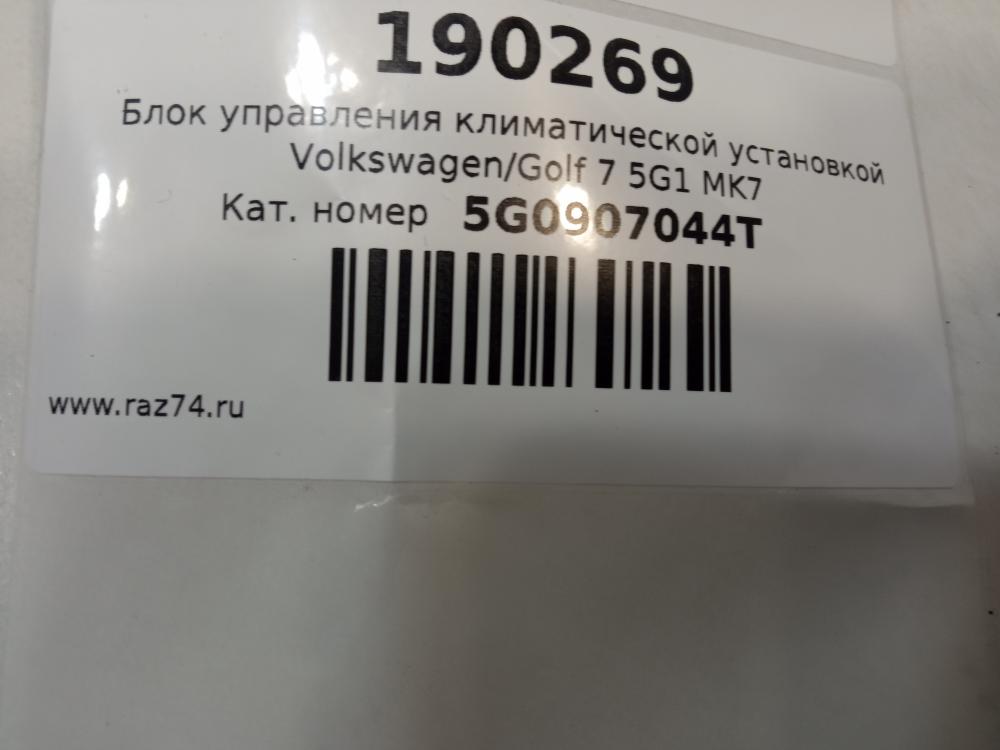 190269
Блок управления климатической установкой
Volkswagen/Golf 7 5G1 MK7
Кат. номер 5G0907044T
www.raz74.ru